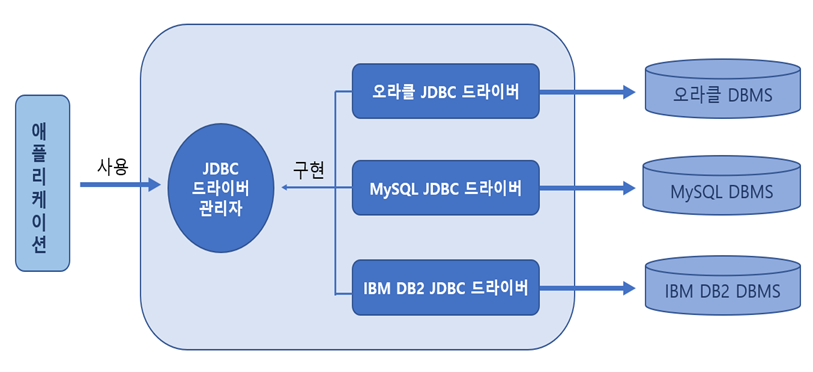 애플리케이션
사용
JDBC
드라이버
관리자
구현
오라클 JDBC 드라이버
MySQL JDBC 드라이버
IBM DB2 JDBC 드라이버
오라클 DBMS
MySQL DBMS
IBM DB2 DBMS